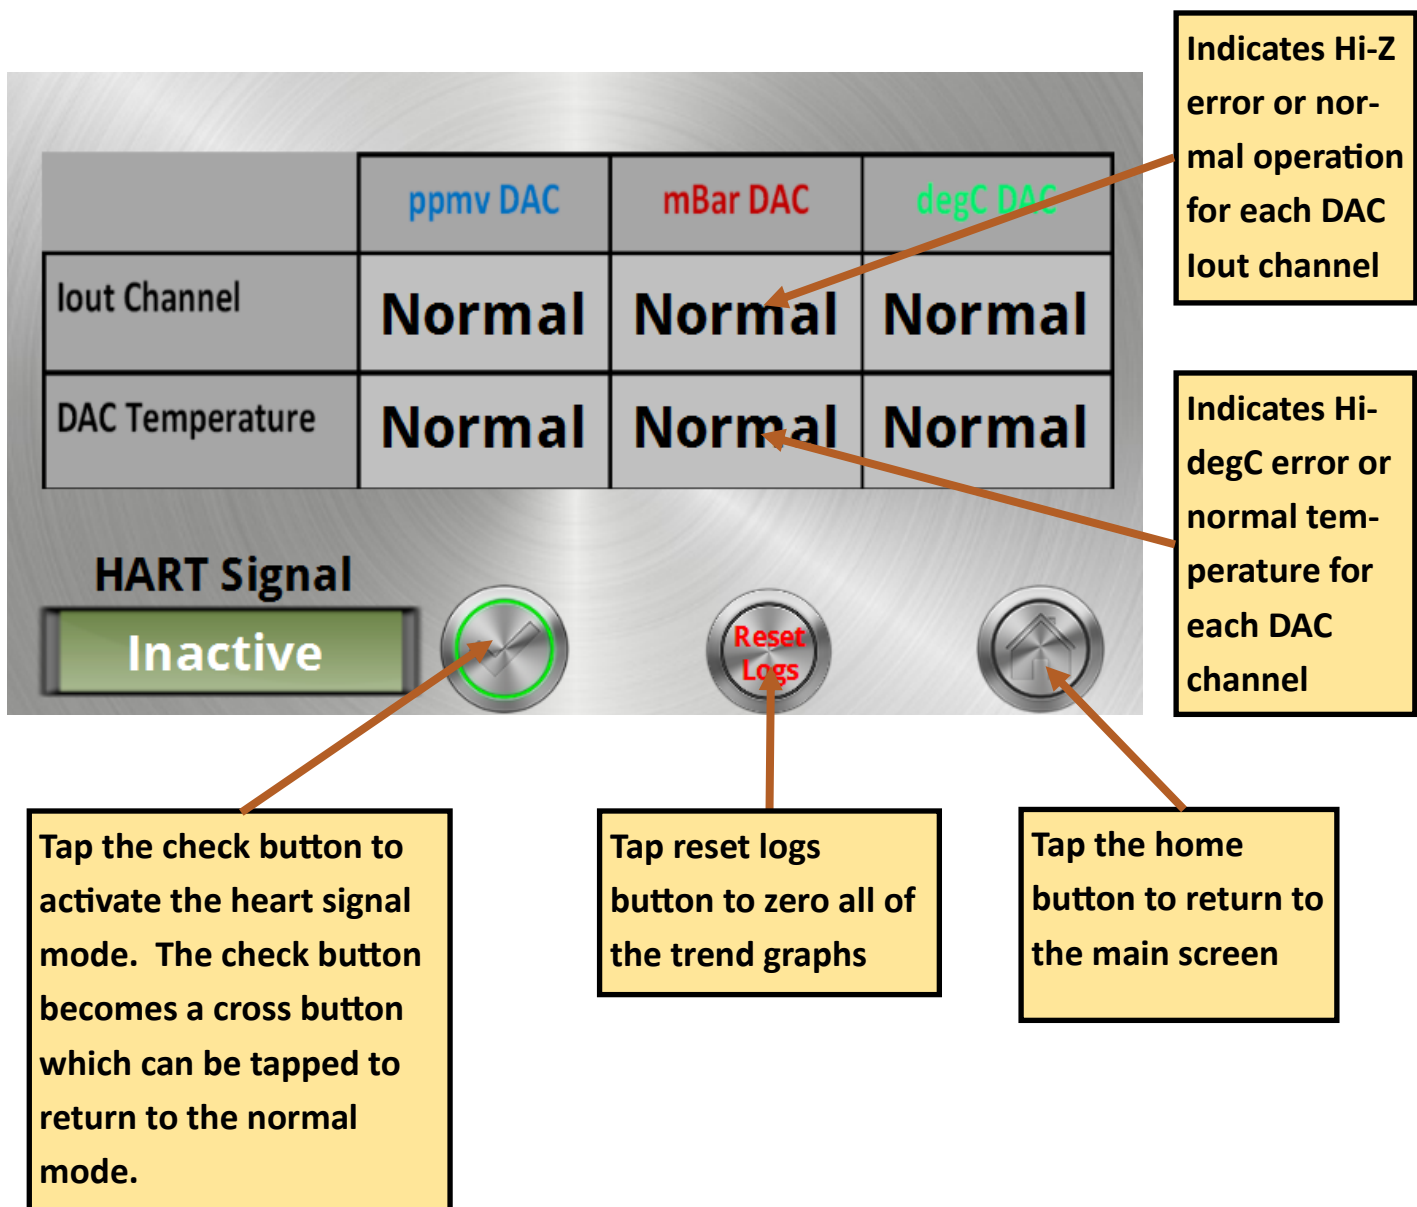 Indicates Hi-Z
error or nor-
mal operation
for each DAC
Iout channel
ppmv DAC mBar DAC degC DAC
Iout Channel Normal Normal Normal
DAC Temperature Normal Normal Normal
Indicates Hi-
degC error or
normal tem-
perature for
each DAC
channel
HART Signal
Inactive
Reset
Logs
Tap the check button to
activate the heart signal
mode.  The check button
becomes a cross button
which can be tapped to
return to the normal
mode.
Tap reset logs
button to zero all of
the trend graphs
Tap the home
button to return to
the main screen